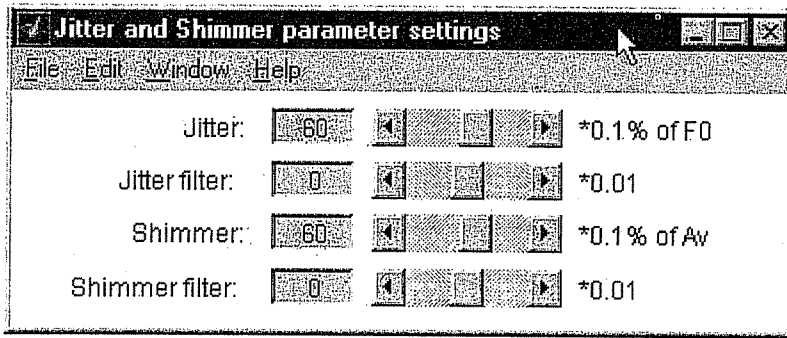 Jitter and Shimmer parameter settings
File Edit Window Help
Jitter: 60 *0.1% of F0
Jitter filter: 0 *0.01
Shimmer: 60 *0.1% of Av
Shimmer filter: 0 *0.01